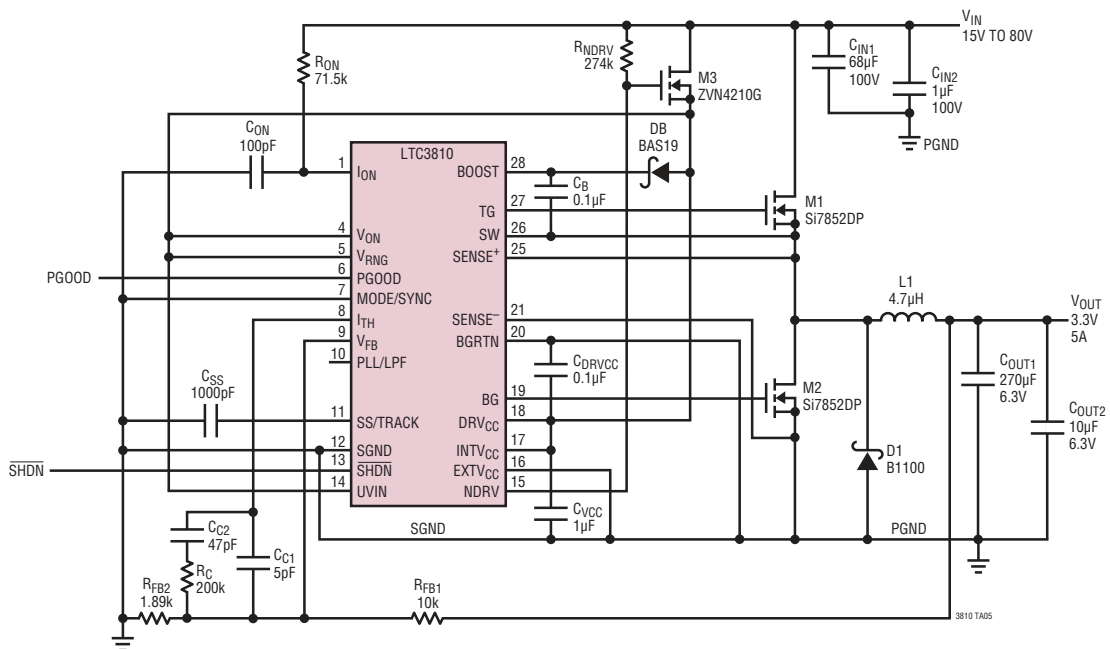 VIN
15V TO 80V
RNDRV
274k
CIN1
68µF
100V
RON
71.5k
M3
ZVN4210G
CIN2
1µF
100V
CON
100pF
DB
BAS19
PGND
LTC3810
1
ION
BOOST
28
CB
0.1µF
M1
Si7852DP
TG
27
4
VON
SW
26
5
VRNG
SENSE+
25
PGOOD
6
PGOOD
7
MODE/SYNC
L1
4.7µH
VOUT
3.3V
5A
8
ITH
SENSE–
21
9
VFB
BGRTN
20
10
PLL/LPF
CDRVCC
0.1µF
COUT1
270µF
6.3V
CSS
1000pF
BG
19
M2
Si7852DP
COUT2
10µF
6.3V
11
SS/TRACK
DRVCC
18
12
SGND
INTVCC
17
D1
B1100
SHDN
13
SHDN
EXTVCC
16
14
UVIN
NDRV
15
CVCC
1µF
SGND
PGND
CC2
47pF
CC1
5pF
RC
200k
RFB2
1.89k
RFB1
10k
3810 TA05